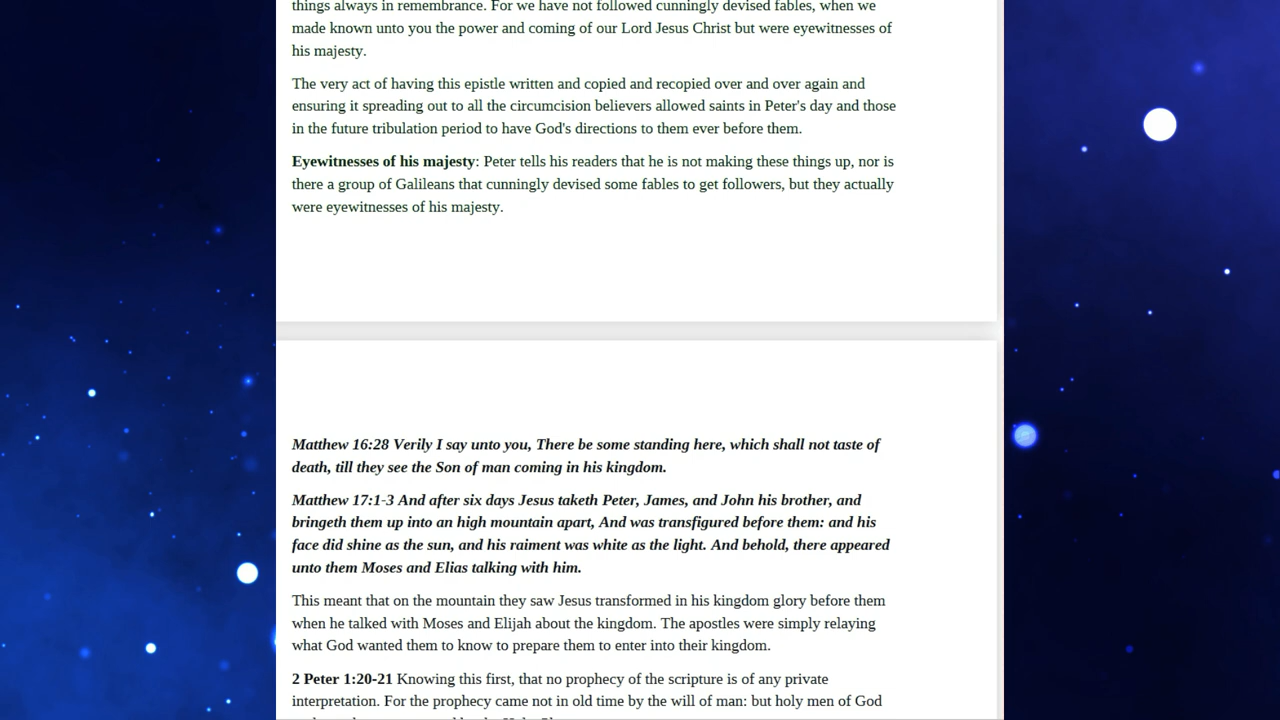 things always in remembrance. For we have not followed cunningly devised fables, when we
made known unto you the power and coming of our Lord Jesus Christ but were eyewitnesses of
his majesty.
The very act of having this epistle written and copied and recopied over and over again and
ensuring it spreading out to all the circumcision believers allowed saints in Peter's day and those
in the future tribulation period to have God's directions to them ever before them.
Eyewitnesses of his majesty: Peter tells his readers that he is not making these things up, nor is
there a group of Galileans that cunningly devised some fables to get followers, but they actually
were eyewitnesses of his majesty.
Matthew 16:28 Verily I say unto you, There be some standing here, which shall not taste of
death, till they see the Son of man coming in his kingdom.
Matthew 17:1-3 And after six days Jesus taketh Peter, James, and John his brother, and
bringeth them up into an high mountain apart, And was transfigured before them: and his
face did shine as the sun, and his raiment was white as the light. And behold, there appeared
unto them Moses and Elias talking with him.
This meant that on the mountain they saw Jesus transformed in his kingdom glory before them
when he talked with Moses and Elijah about the kingdom. The apostles were simply relaying
what God wanted them to know to prepare them to enter into their kingdom.
2 Peter 1:20-21 Knowing this first, that no prophecy of the scripture is of any private
interpretation. For the prophecy came not in old time by the will of man: but holy men of God